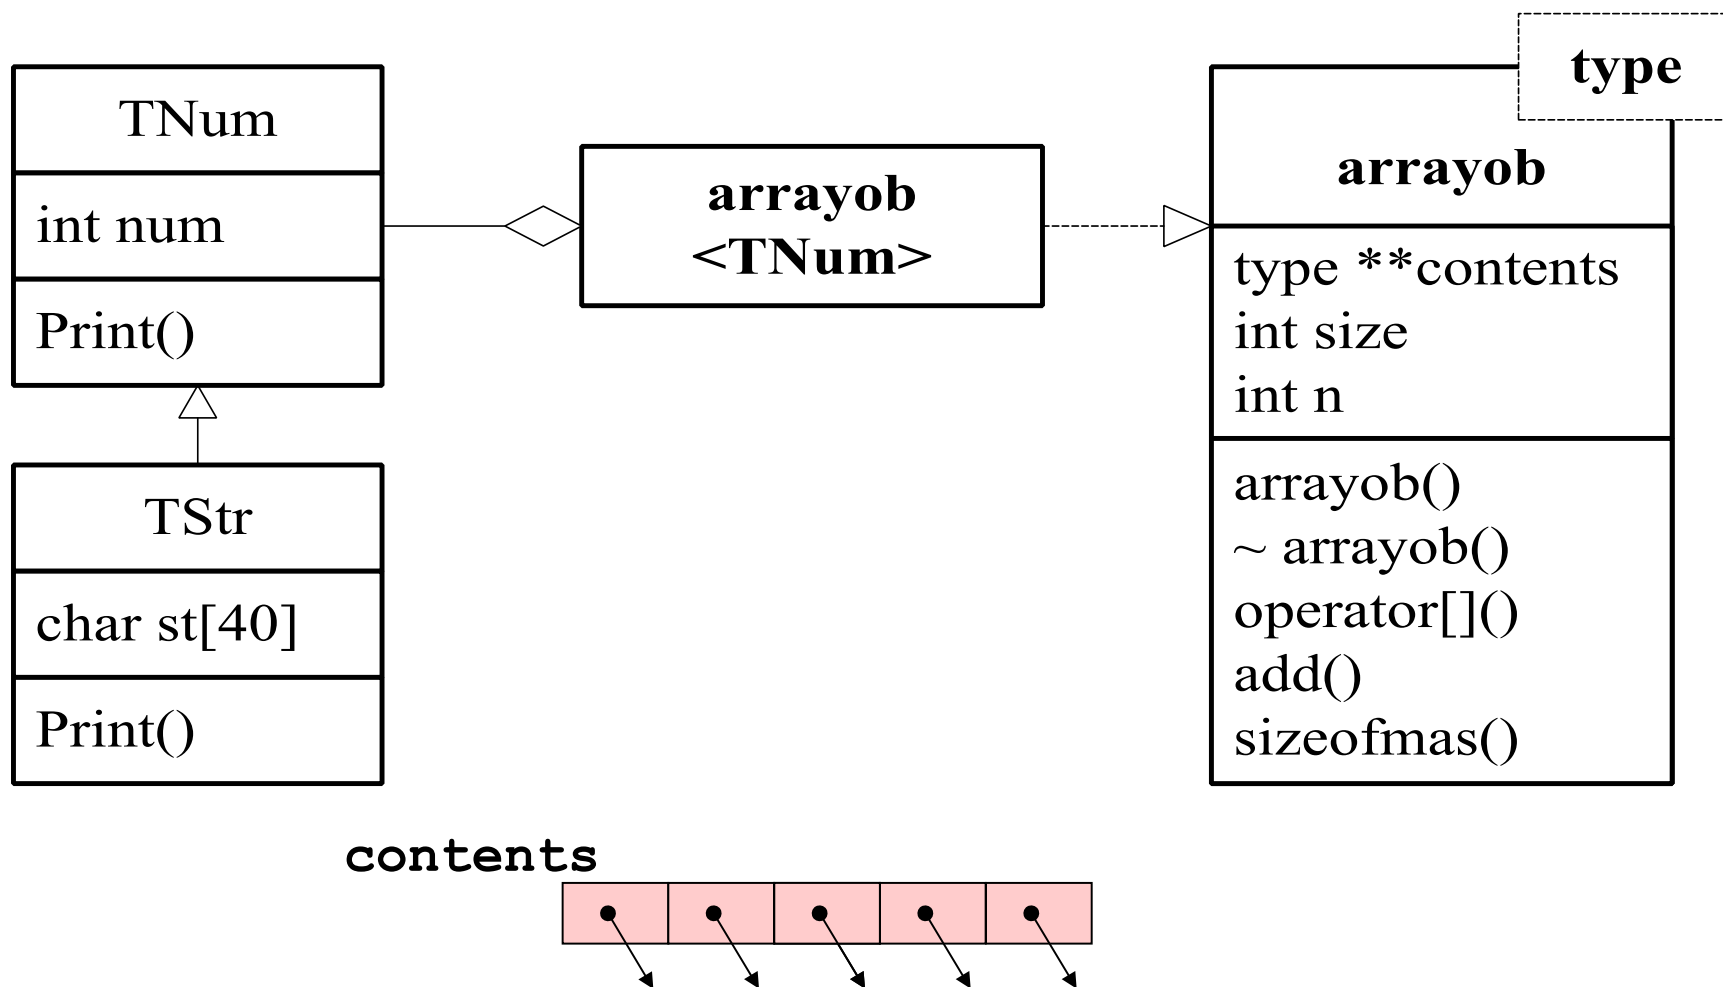 TNum
int num
Print()
TStr
char st[40]
Print()
arrayob
<TNum>
type
arrayob
type **contents
int size
int n
arrayob()
~ arrayob()
operator[]()
add()
sizeofmas()
contents